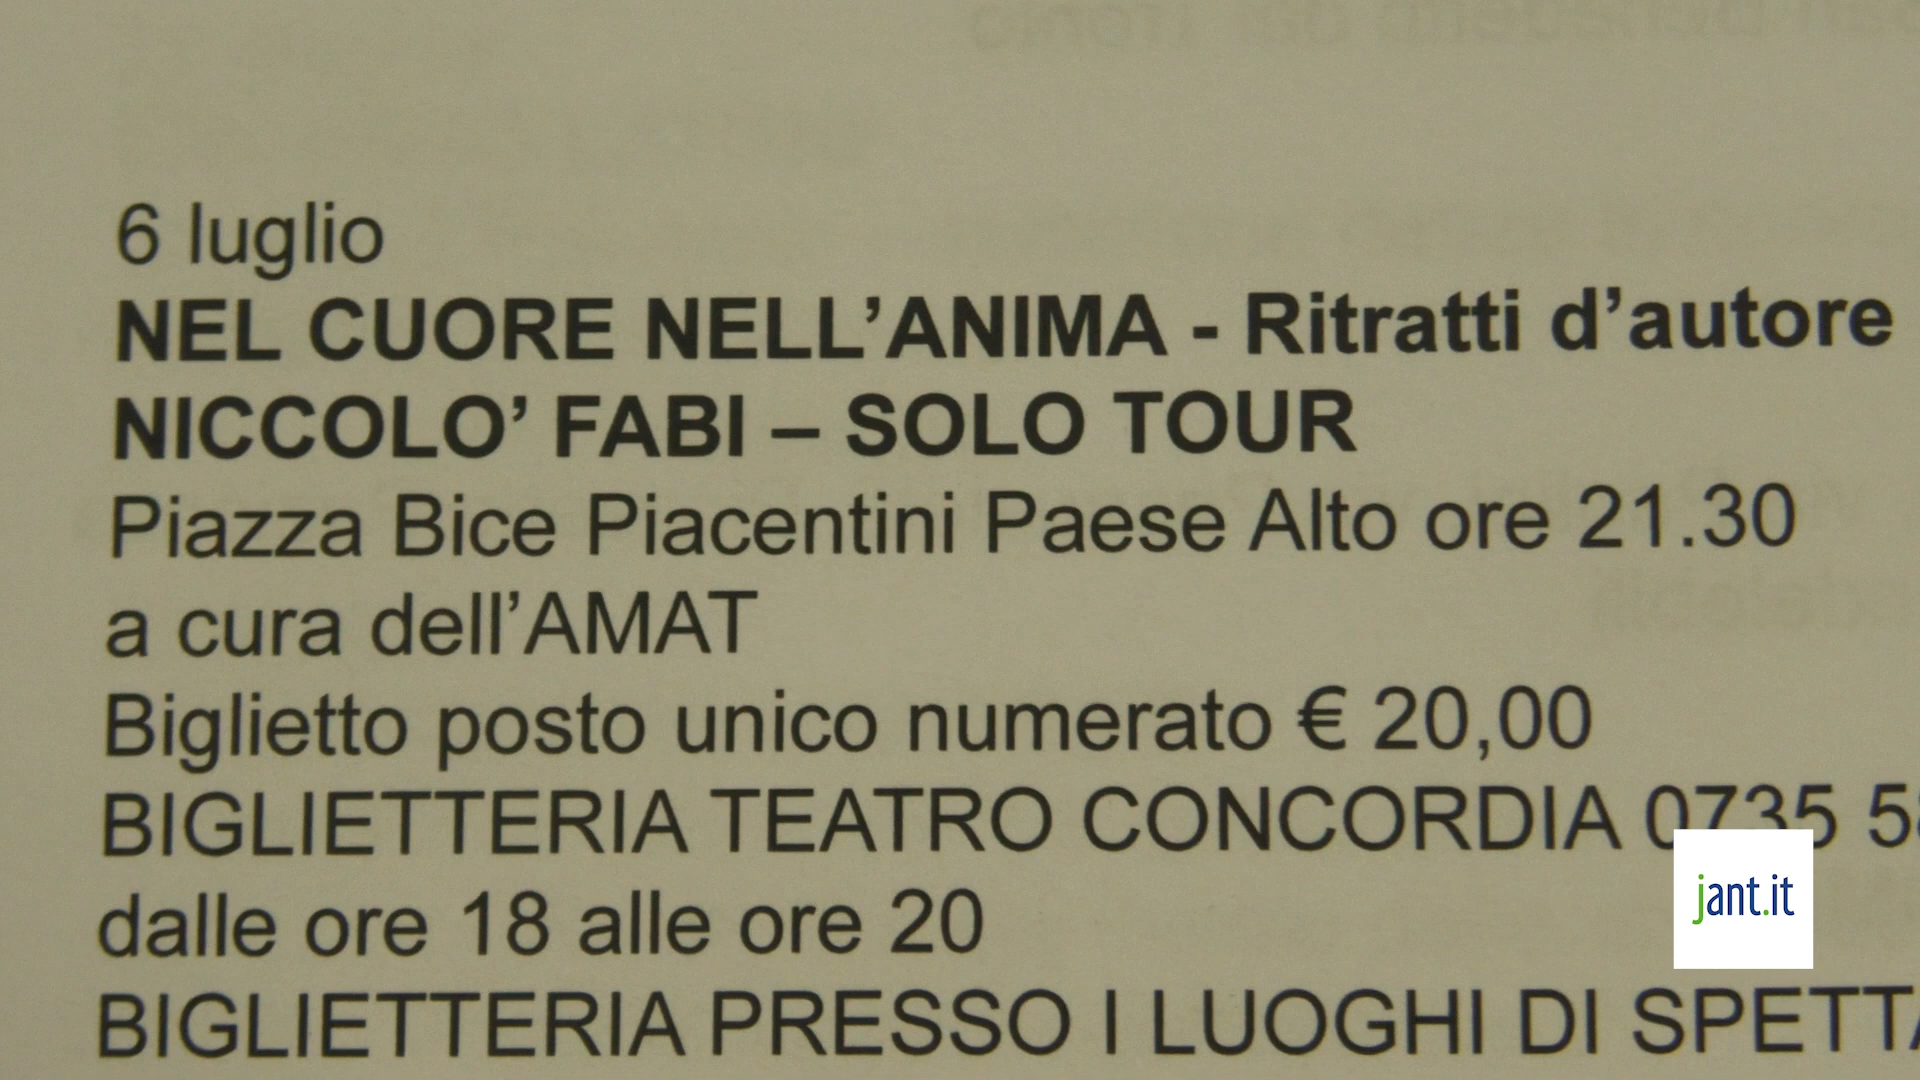 6 luglio
NEL CUORE NELL’ANIMA - Ritratti d’autore
NICCOLO’ FABI – SOLO TOUR
Piazza Bice Piacentini Paese Alto ore 21.30
a cura dell’AMAT
Biglietto posto unico numerato € 20,00
BIGLIETTERIA TEATRO CONCORDIA 0735
dalle ore 18 alle ore 20
BIGLIETTERIA PRESSO I LUOGHI DI
jant.it